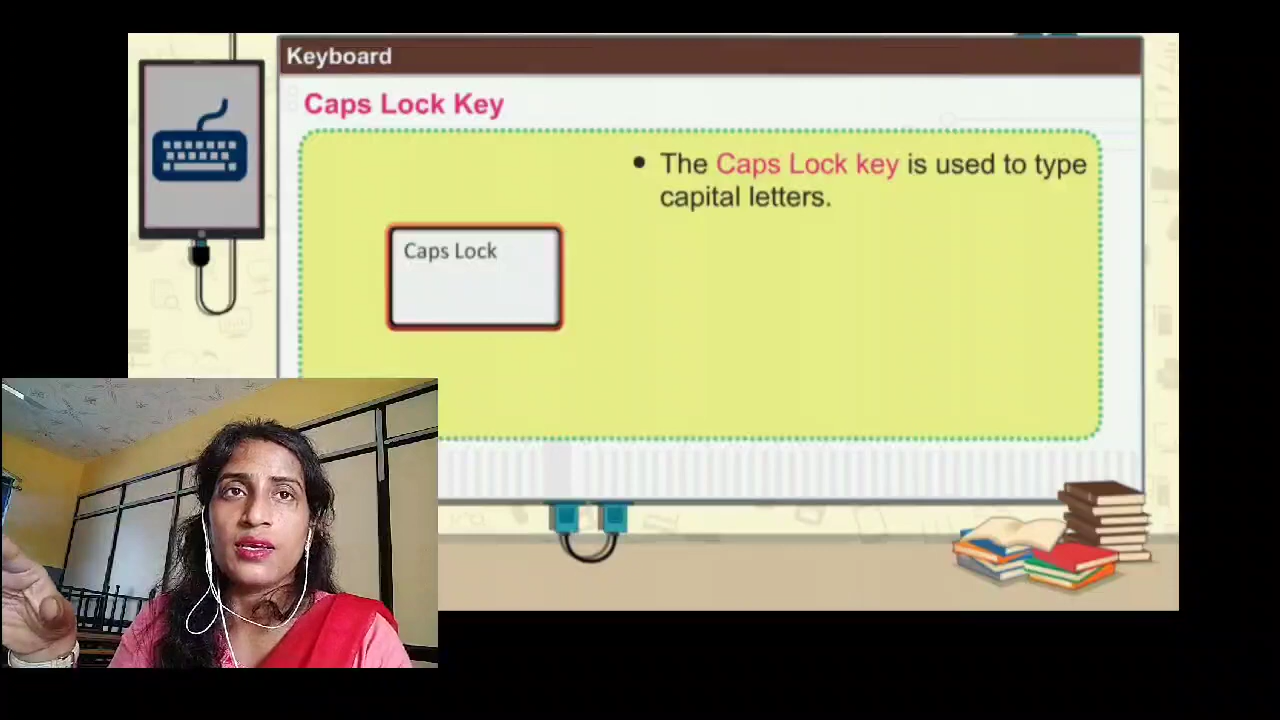 Keyboard
Caps Lock Key
• The Caps Lock key is used to type
capital letters.
Caps Lock